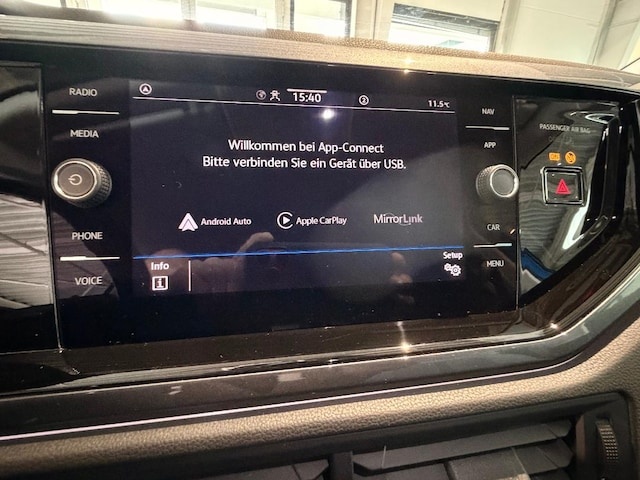 RADIO
MEDIA
PHONE
VOICE
15:40
2
11.5°C
Willkommen bei App-Connect
Bitte verbinden Sie ein Gerät über USB.
Android Auto
Apple CarPlay
MirrorLink
Info
i
Setup
NAV
APP
CAR
MENU
PASSENGER AIR BAG